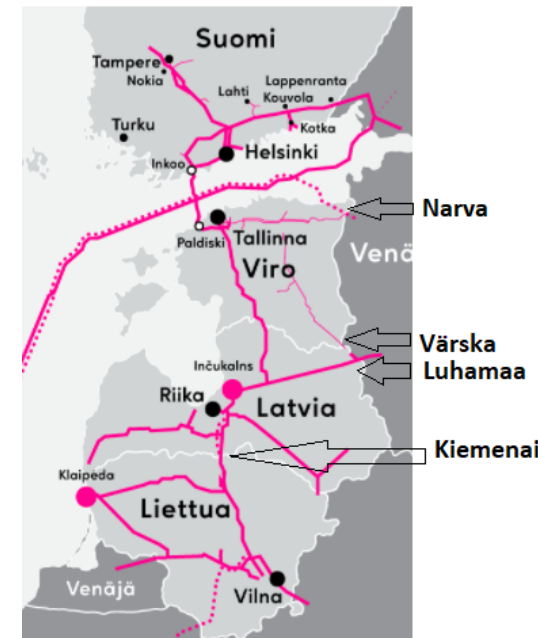 Suomi
Tampere
Nokia
Lahti
Lappenranta
Kouvola
Kotka
Turku
Helsinki
Inkoo
Narva
Paldiski
Tallinna
Venä
Viro
Värska
Luhamaa
Inčukalns
Riika
Latvia
Kiemenai
Klaipeda
Liettua
Venäjä
Vilna